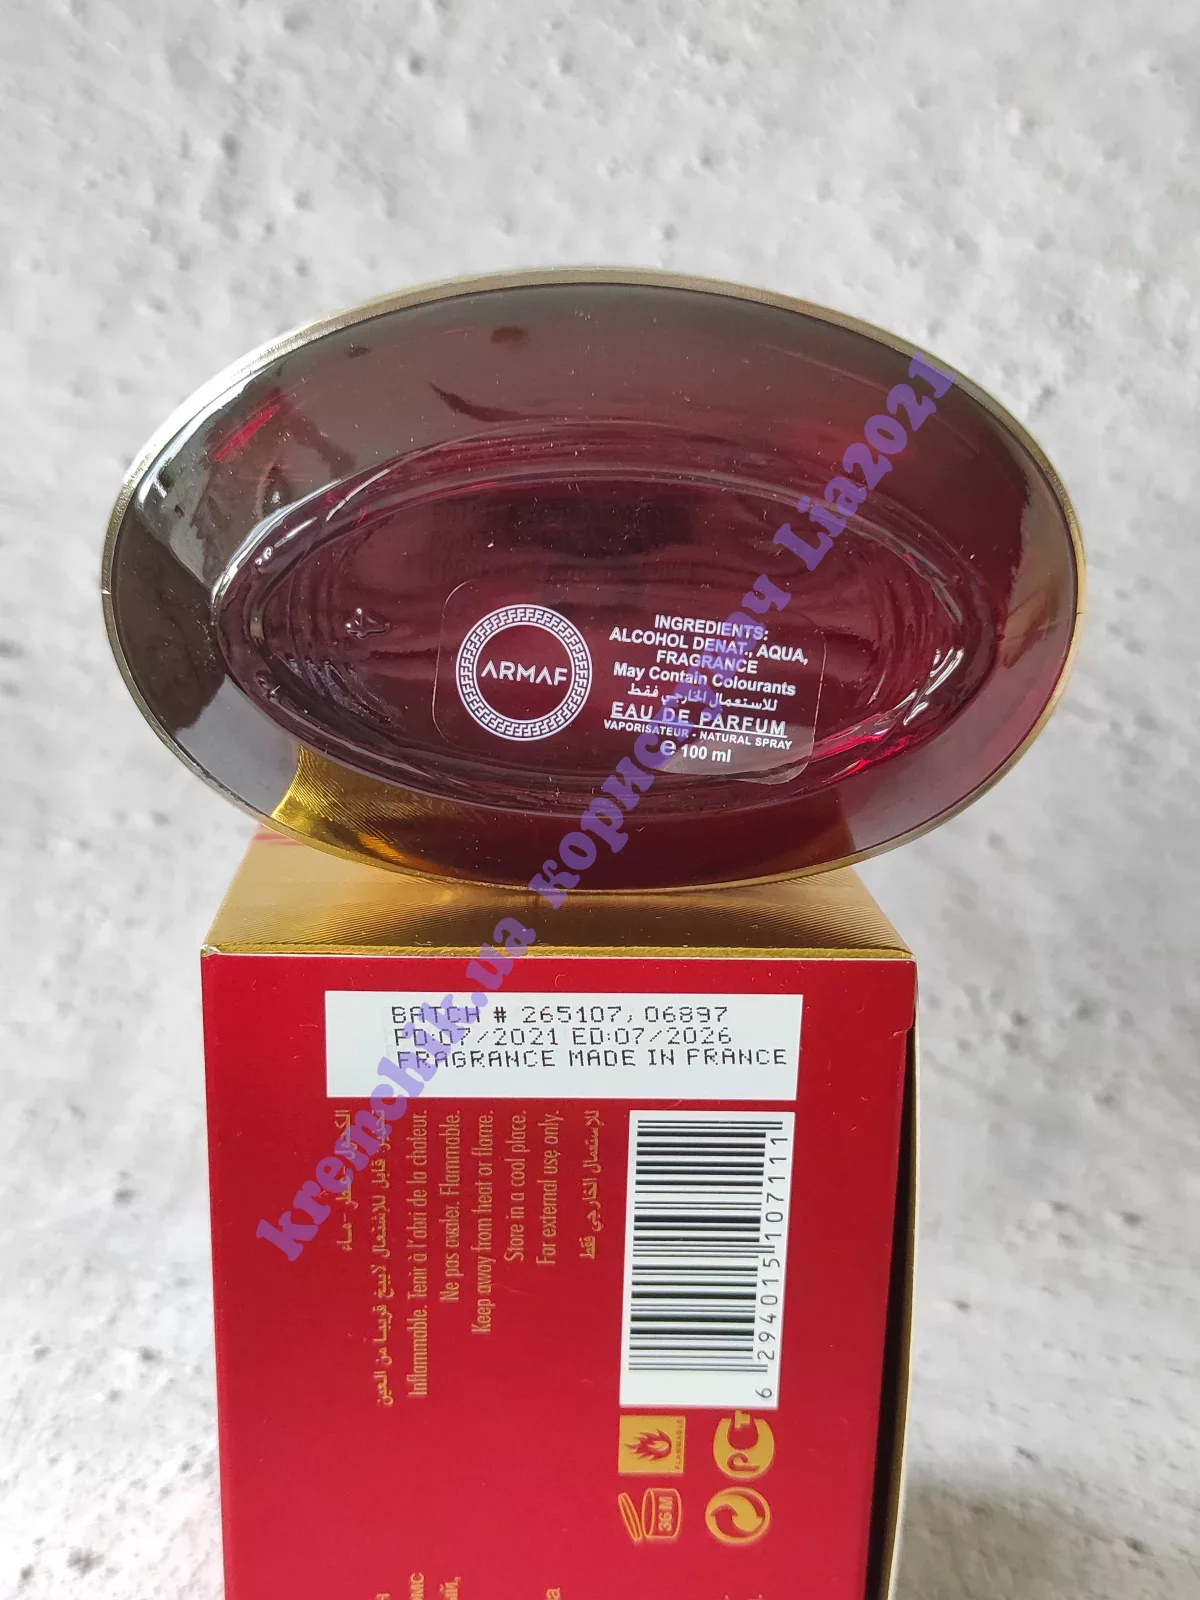 ARMAF
INGREDIENTS:
ALCOHOL DENAT., AQUA,
FRAGRANCE
May Contain Colourants
للاستعمال الخارجي فقط
EAU DE PARFUM
VAPORISATEUR - NATURAL SPRAY
e 100 ml
kremchik.ua користувач Lia2021
BATCH # 265107, 06897
PD:07/2021 ED:07/2026
FRAGRANCE MADE IN FRANCE
Inflammable. Tenir à l'abri de la chaleur.
Ne pas avaler. Flammable.
Keep away from heat or flame.
Store in a cool place.
For external use only.
للإستعمال الخارجي فقط
6 294015 107111
FLAMMABLE
36 M